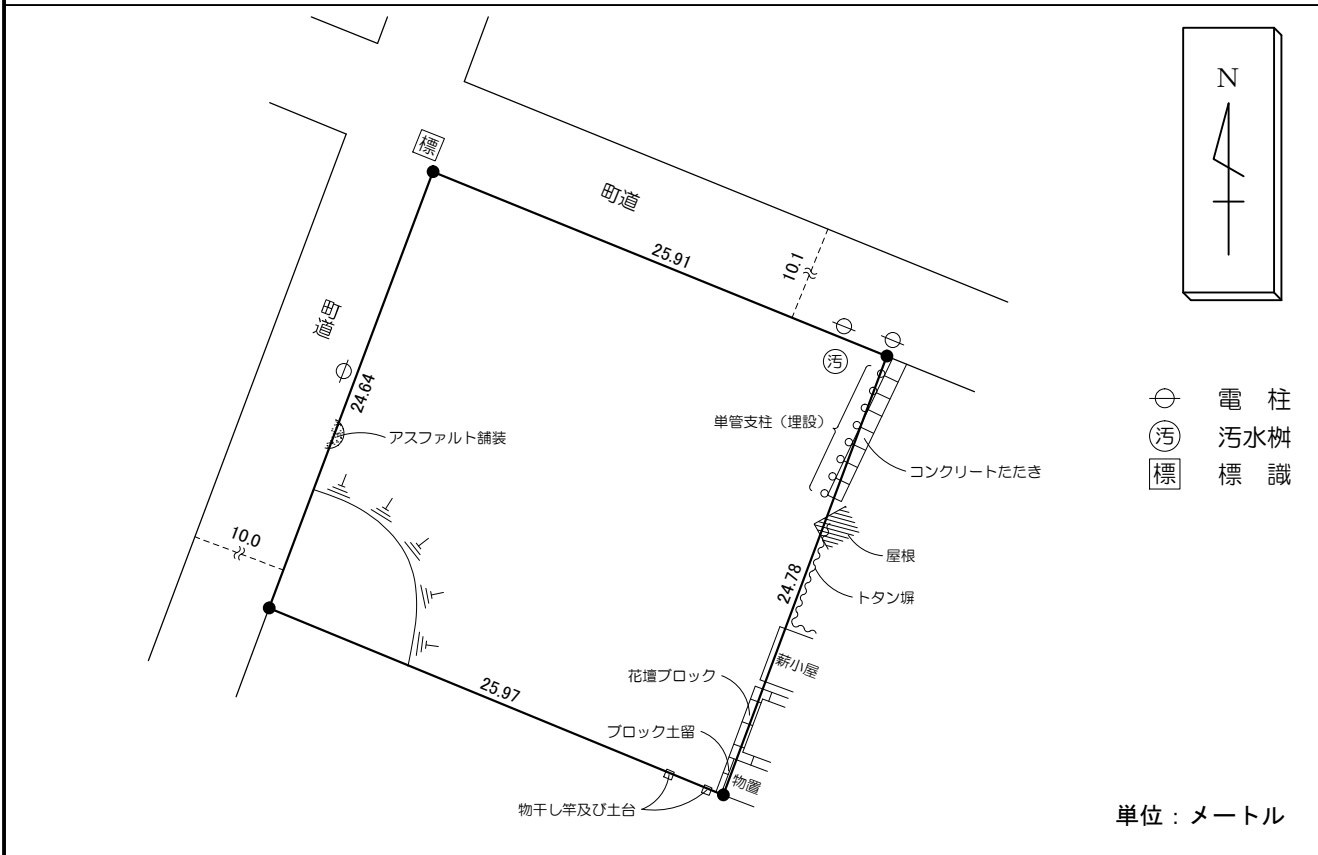 標
N
町道
25.91
10.1
町道
汚
24.64
単管支柱（埋設）
アスファルト舗装
コンクリートたたき
電　柱
汚 汚水桝
標 標　識
10.0
屋根
24.78
トタン塀
薪小屋
花壇ブロック
25.97
ブロック土留
物置
物干し竿及び土台
単位：メートル